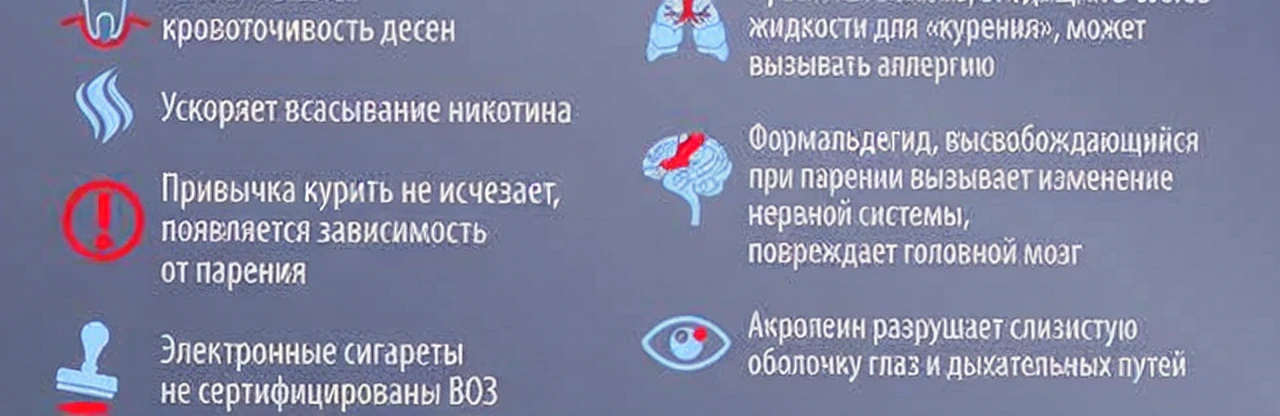 кровоточивость десен
Ускоряет всасывание никотина
Привычка курить не исчезает,
появляется зависимость
от парения
Электронные сигареты
не сертифицированы ВОЗ
жидкости для «курения», может
вызывать аллергию
Формальдегид, высвобождающийся
при парении вызывает изменение
нервной системы,
повреждает головной мозг
Акролеин разрушает слизистую
оболочку глаз и дыхательных путей